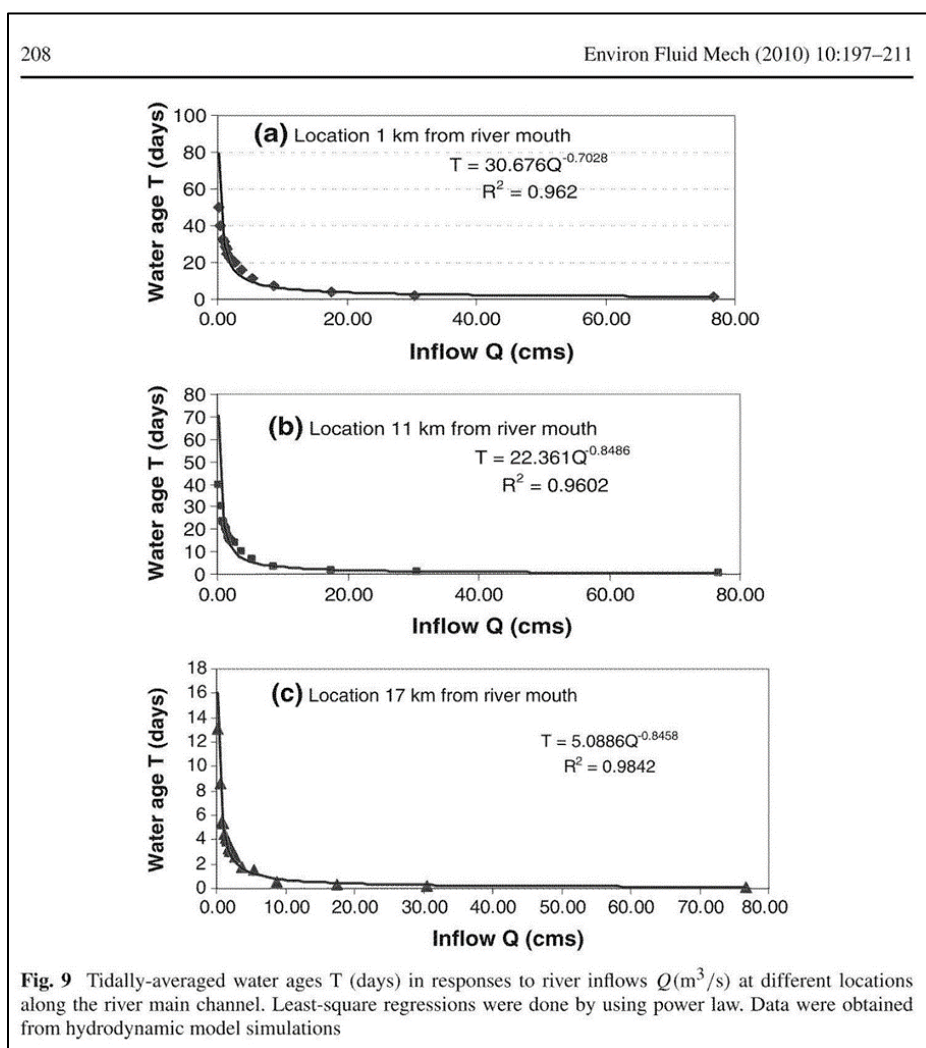 208
Environ Fluid Mech (2010) 10:197–211
Water age T (days)
100
80
60
40
20
0
(a) Location 1 km from river mouth
T = 30.676Q^-0.7028
R² = 0.962
0.00 20.00 40.00 60.00 80.00
Inflow Q (cms)
Water age T (days)
80
70
60
50
40
30
20
10
0
(b) Location 11 km from river mouth
T = 22.361Q^-0.8486
R² = 0.9602
0.00 20.00 40.00 60.00 80.00
Inflow Q (cms)
Water age T (days)
18
16
14
12
10
8
6
4
2
0
(c) Location 17 km from river mouth
T = 5.0886Q^-0.8458
R² = 0.9842
0.00 10.00 20.00 30.00 40.00 50.00 60.00 70.00 80.00
Inflow Q (cms)
Fig. 9 Tidally-averaged water ages T (days) in responses to river inflows Q(m³/s) at different locations
along the river main channel. Least-square regressions were done by using power law. Data were obtained
from hydrodynamic model simulations